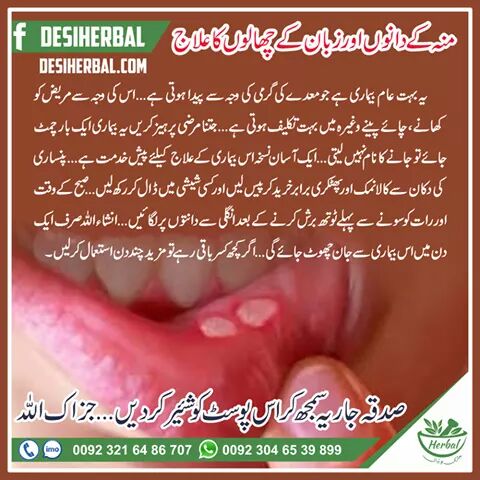 f DESIHERBAL
DESIHERBAL.COM
منہ کے دانوں اور زبان کے چھالوں کا علاج
یہ بہت عام بیماری ہے جو معدے کی گرمی کی وجہ سے پیدا ہوتی ہے...اس کی وجہ سے مریض کو
کھانے، چائے پینے وغیرہ میں بہت تکلیف ہوتی ہے...جتنا مرضی پرہیز کریں یہ بیماری ایک بار چمٹ
جائے تو جانے کا نام نہیں لیتی...ایک آسان نسخہ اس بیماری کے علاج کیلئے پیش خدمت ہے...پنساری
کی دکان سے کالا نمک اور پھٹکری برابر خرید کر پیس لیں اور کسی شیشی میں ڈال کر رکھ لیں...صبح کے وقت
اور رات کو سونے سے پہلے ٹوتھ برش کرنے کے بعد انگلی سے دانتوں پر لگائیں...انشاء اللہ صرف ایک
دن میں اس بیماری سے جان چھوٹ جائے گی...اگر کچھ کسر باقی رہے تو مزید چند دن استعمال کر لیں۔
صدقہ جاریہ سمجھ کر اس پوسٹ کو شئیر کر دیں...جزاک اللہ
imo 0092 321 64 86 707 0092 304 65 39 899
Herbal